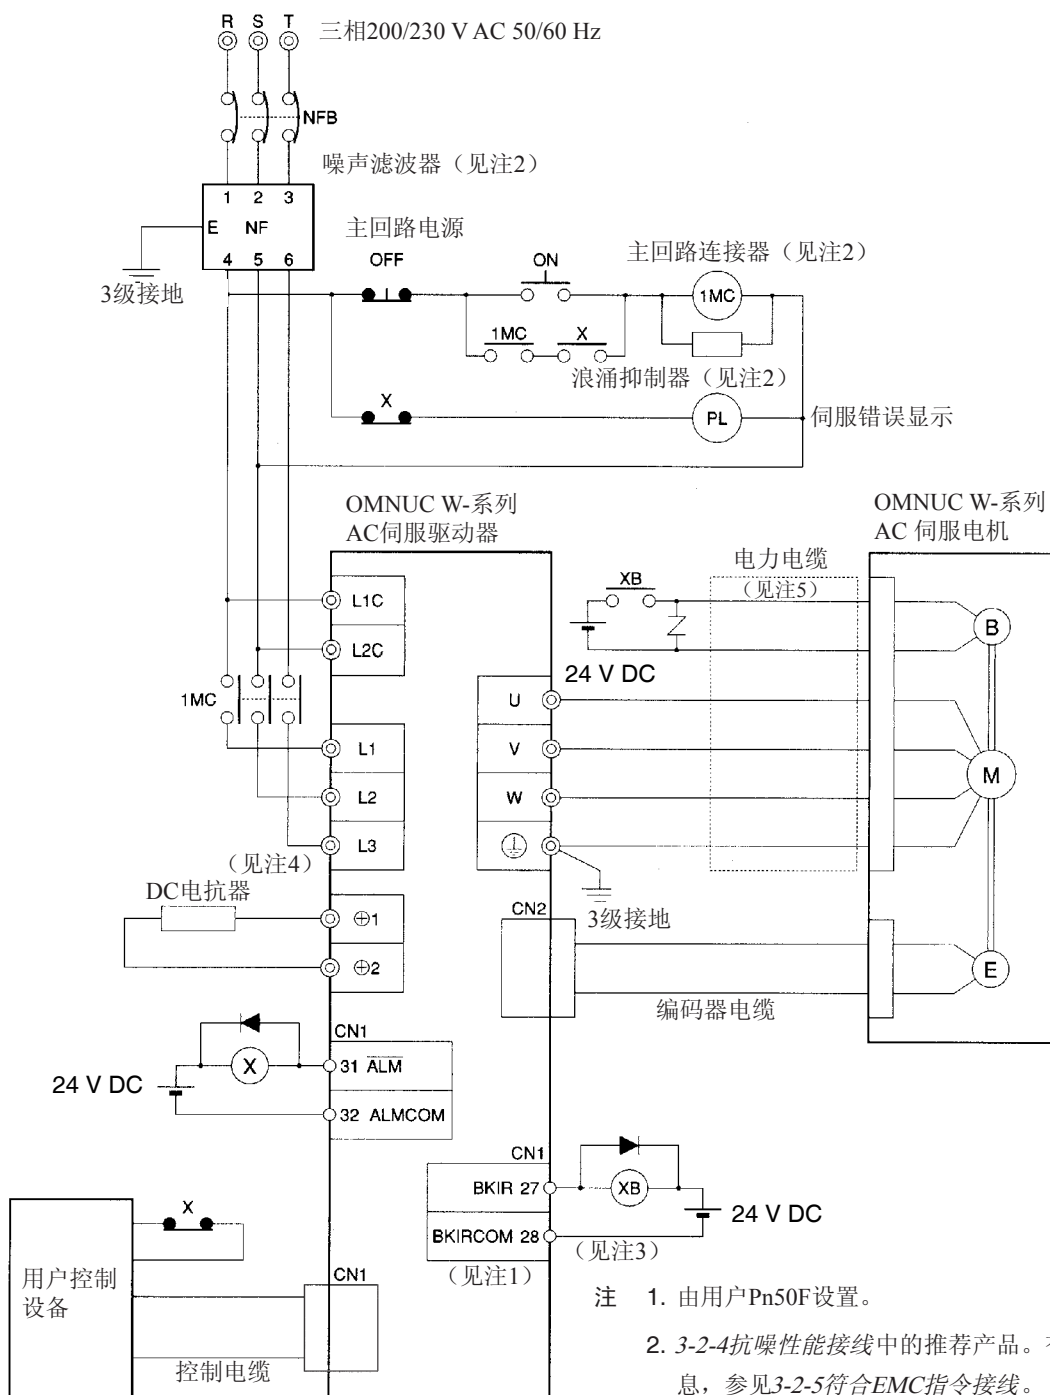 R S T
三相200/230 V AC 50/60 Hz
NFB
噪声滤波器（见注2）
1 2 3
E NF
4 5 6
3级接地
主回路电源
OFF
ON
主回路连接器（见注2）
1MC
1MC
X
浪涌抑制器（见注2）
X
PL
伺服错误显示
OMNUC W-系列
AC伺服驱动器
OMNUC W-系列
AC 伺服电机
电力电缆
（见注5）
XB
24 V DC
B
L1C
L2C
1MC
L1
L2
L3
（见注4）
U
V
W
M
3级接地
DC电抗器
⊕1
⊕2
CN2
编码器电缆
E
CN1
X
31 ALM
24 V DC
32 ALMCOM
CN1
BKIR 27
XB
24 V DC
BKIRCOM 28
（见注3）
（见注1）
X
用户控制
设备
CN1
控制电缆
注 1. 由用户Pn50F设置。
2. 3-2-4抗噪性能接线中的推荐产品。
息，参见3-2-5符合EMC指令接线。